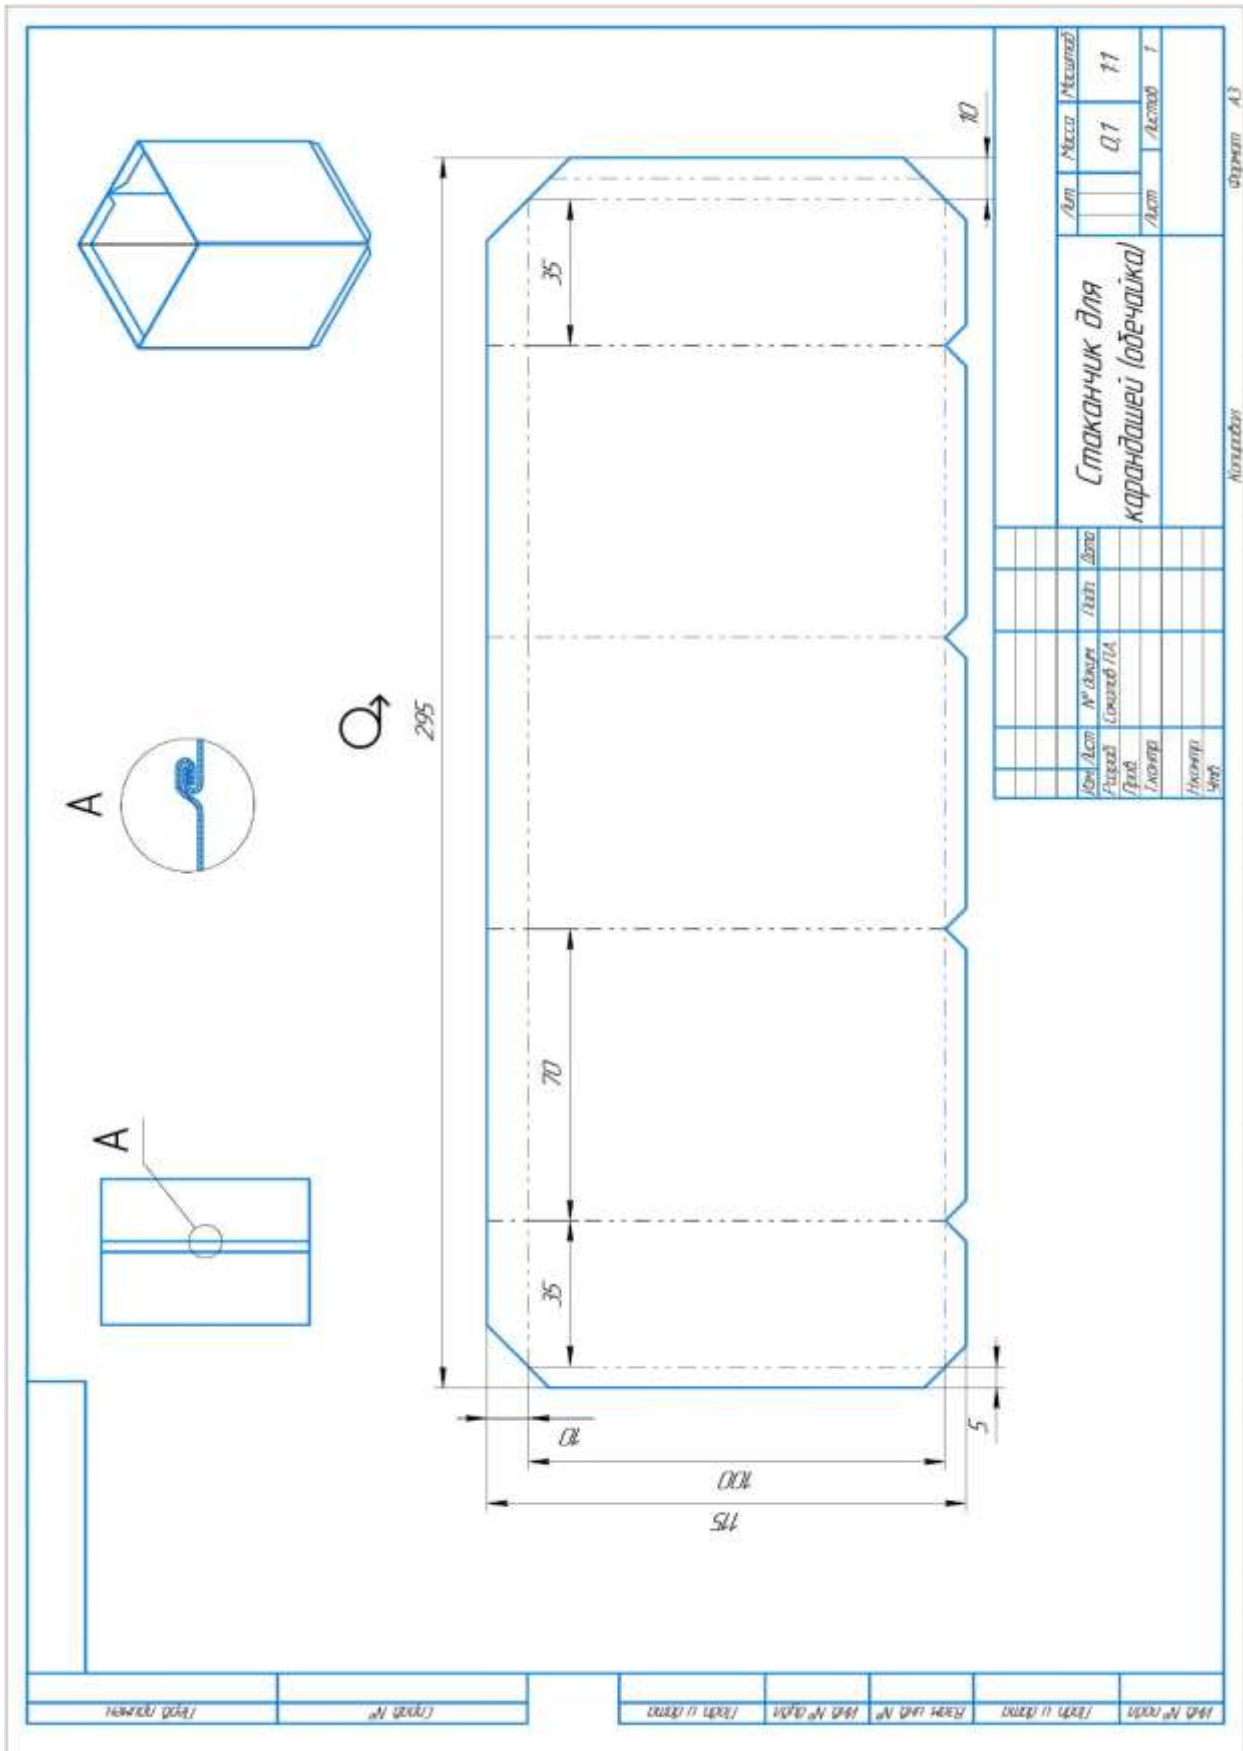 А
А
295
35
35
70
10
10
5
100
115
Перв. примен.
Справ. №
Подп. и дата
Инв. № дубл.
Взам. инв. №
Подп. и дата
Инв. № подл.
Изм. Лист № докум. Подп. Дата
Разраб. Соколов П.А.
Пров.
Т.контр.
Н.контр.
Утв.
Стаканчик для
карандашей (обечайка)
Лит. Масса Масштаб
0,1 1:1
Лист Листов 1
Копировал Формат А3